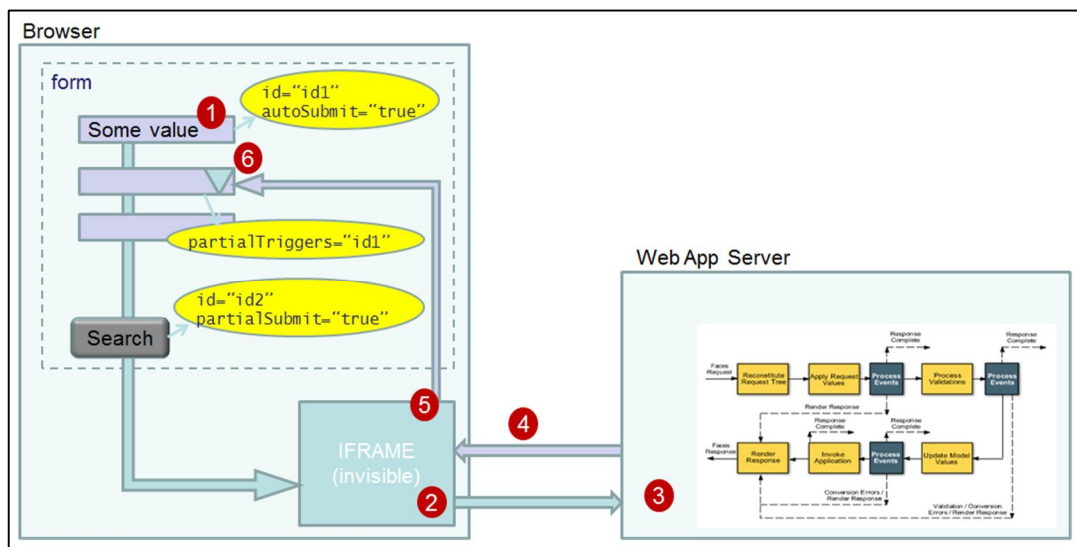 Browser
form
id=“id1”
autoSubmit=“true”
1
Some value
6
partialTriggers=“id1”
id=“id2”
partialSubmit=“true”
Search
5
IFRAME
(invisible)
2
4
Web App Server
3
Response
Complete
Response
Complete
Faces
Request
Reconstitute
Request Tree
Apply Request
Values
Process
Events
Process
Validations
Process
Events
Render Response
Response
Complete
Response
Complete
Faces
Response
Render
Response
Invoke
Application
Process
Events
Update Model
Values
Conversion Errors /
Render Response
Validation / Conversion
Errors / Render Response